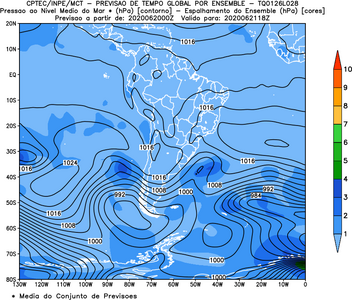 CPTEC/INPE/MCT – PREVISAO DE TEMPO GLOBAL POR ENSEMBLE – TQ0126L028
Pressao ao Nivel Medio do Mar * (hPa) [contorno] – Espalhamento do Ensemble (hPa) [cores]
Previsao a partir de: 2020062000Z Valido para: 2020062118Z
20N
10N
EQ
10S
20S
30S
40S
50S
60S
70S
80S
1016
1016
1016
1016
1024
1016
1016
1008
1008
1000
992
992
984
1016
1008
1000
1000
1000
130W 120W 110W 100W 90W 80W 70W 60W 50W 40W 30W 20W 10W 0
10
9
8
7
6
5
4
3
2
1
* Media do Conjunto de Previsoes